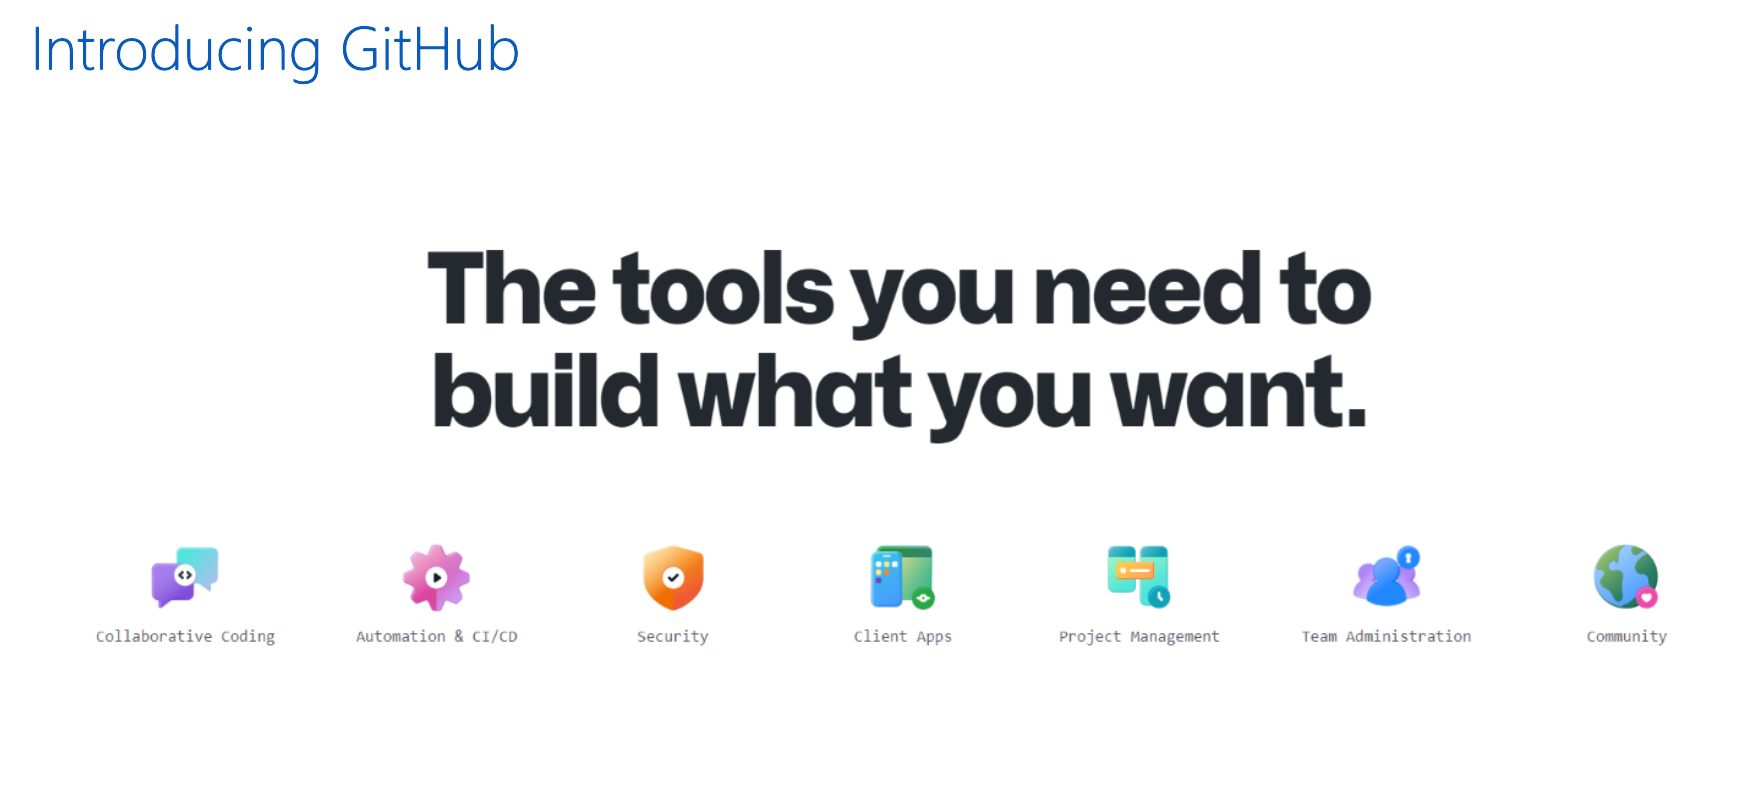 Introducing GitHub
The tools you need to
build what you want.
Collaborative Coding
Automation & CI/CD
Security
Client Apps
Project Management
Team Administration
Community